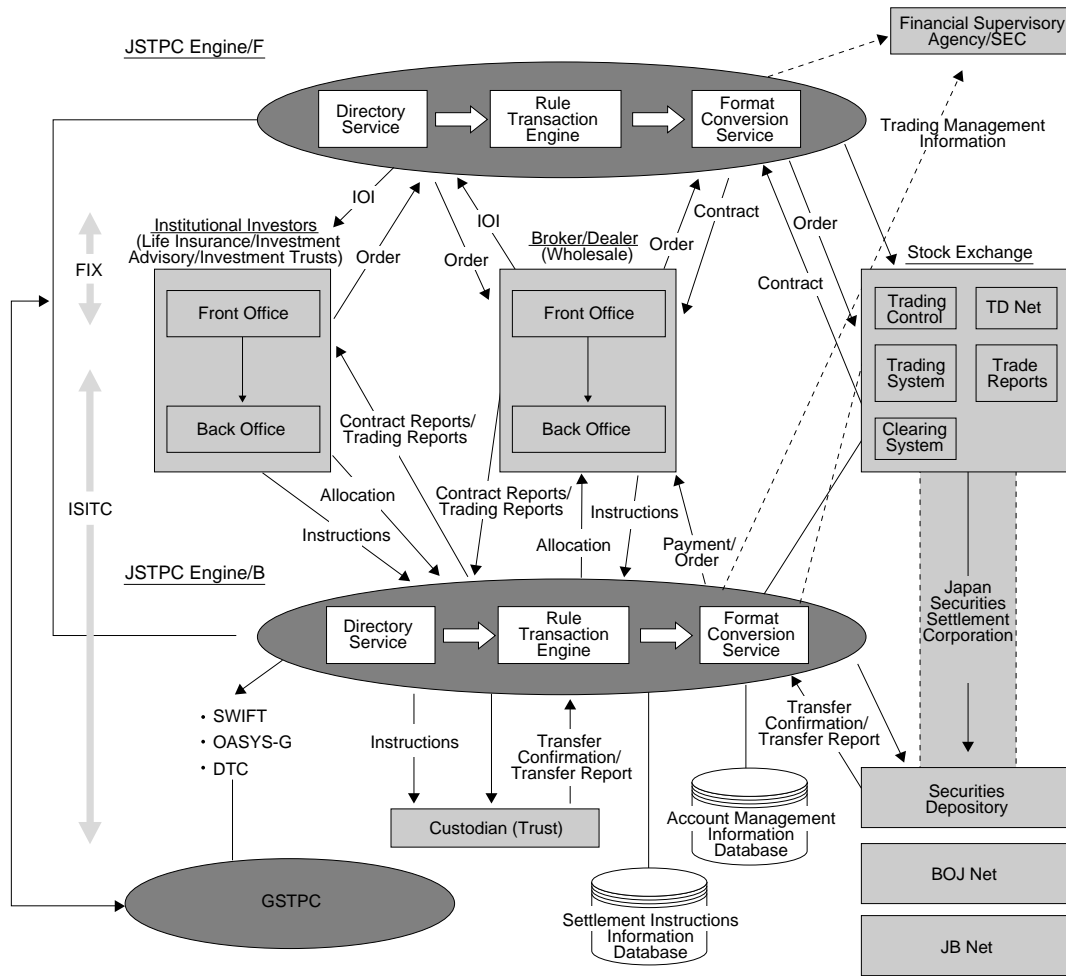 JSTPC Engine/F
Financial Supervisory
Agency/SEC
Directory
Service
Rule
Transaction
Engine
Format
Conversion
Service
Trading Management
Information
IOI
Institutional Investors
(Life Insurance/Investment
Advisory/Investment Trusts)
Order
Order
IOI
Broker/Dealer
(Wholesale)
Order
Contract
Order
Contract
Stock Exchange
FIX
Front Office
Back Office
Front Office
Back Office
Trading
Control
TD Net
Trading
System
Trade
Reports
Clearing
System
Contract Reports/
Trading Reports
Contract Reports/
Trading Reports
ISITC
Allocation
Instructions
Allocation
Instructions
Payment/
Order
JSTPC Engine/B
Japan
Securities
Settlement
Corporation
Directory
Service
Rule
Transaction
Engine
Format
Conversion
Service
・ SWIFT
・ OASYS-G
・ DTC
Instructions
Transfer
Confirmation/
Transfer Report
Transfer
Confirmation/
Transfer Report
Custodian (Trust)
Account Management
Information
Database
Securities
Depository
GSTPC
Settlement Instructions
Information
Database
BOJ Net
JB Net